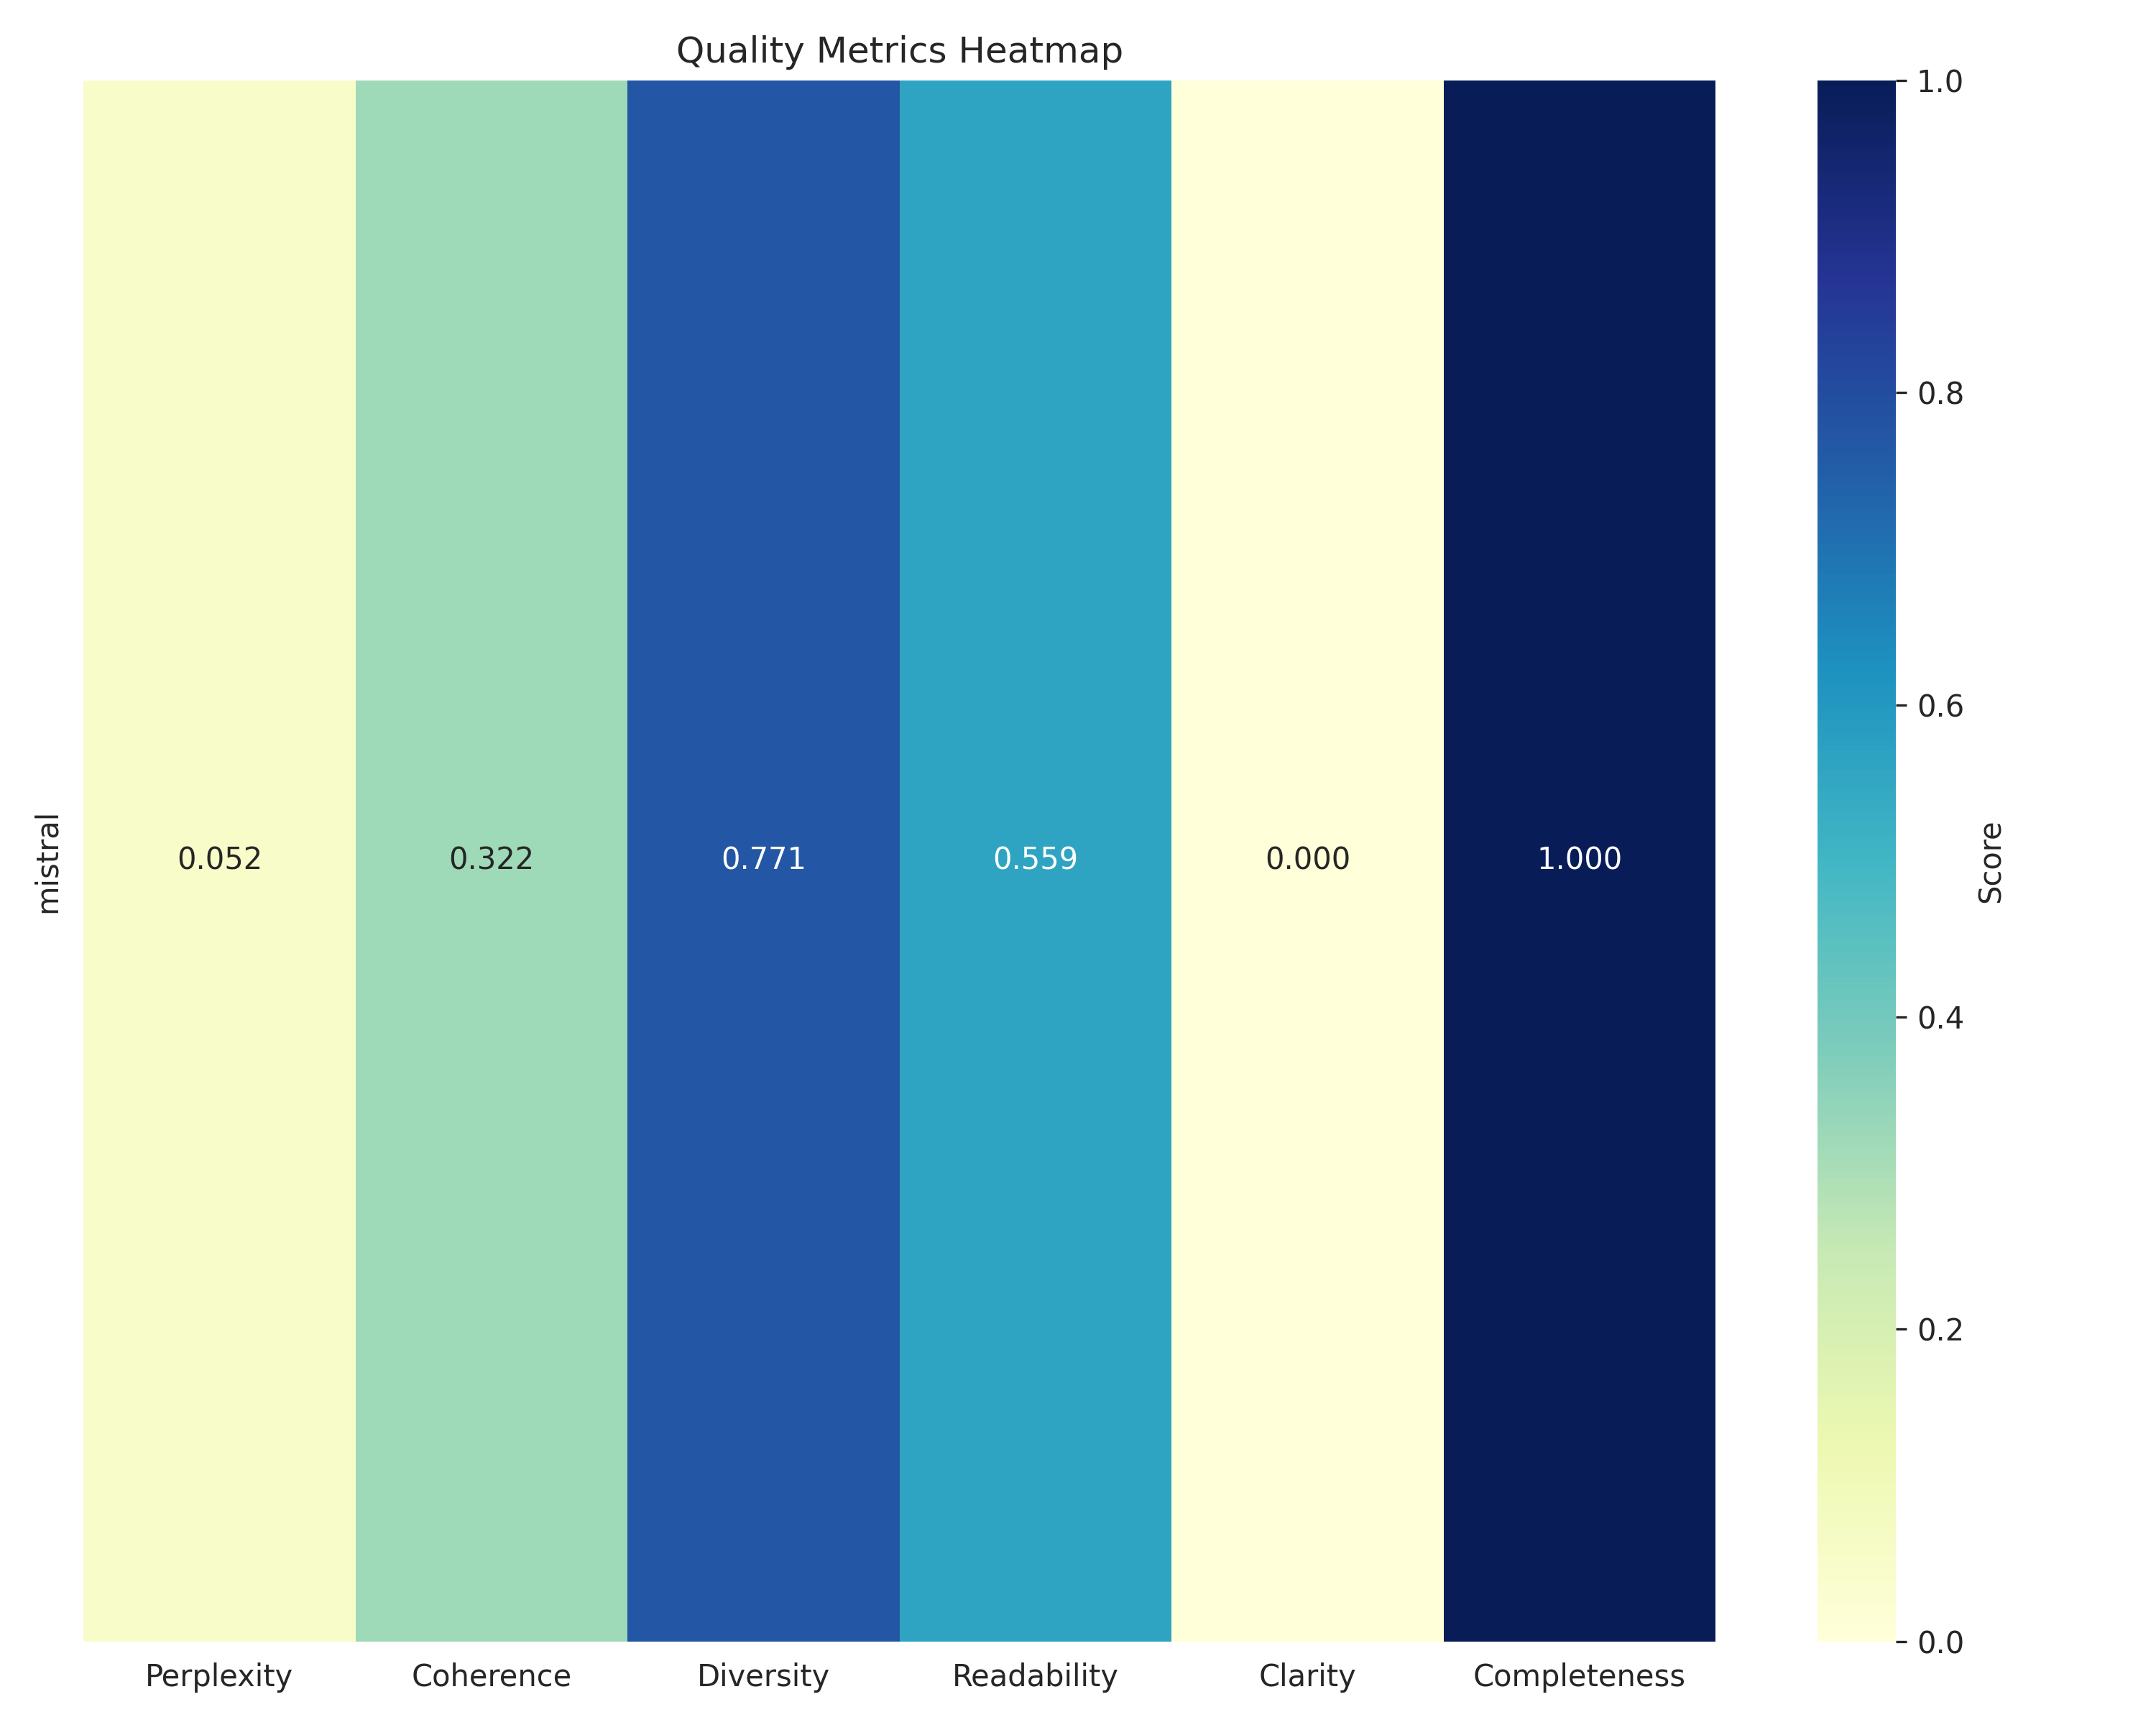 Quality Metrics Heatmap
mistral
0.052 0.322 0.771 0.559 0.000 1.000
Perplexity Coherence Diversity Readability Clarity Completeness
1.0
0.8
0.6
0.4
0.2
0.0
Score